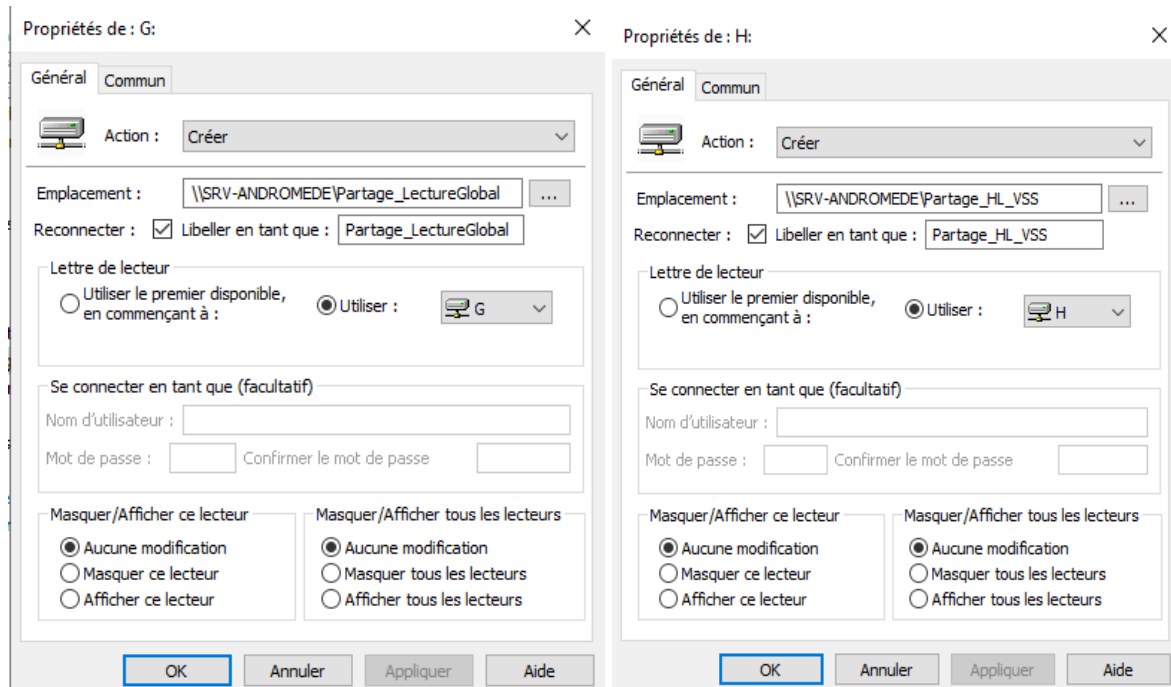 Propriétés de : G:
Général
Commun
Action :
Créer
Emplacement :
\\SRV-ANDROMEDE\Partage_LectureGlobal
...
Reconnecter :
Libeller en tant que :
Partage_LectureGlobal
Lettre de lecteur
Utiliser le premier disponible,
en commençant à :
Utiliser :
G
Se connecter en tant que (facultatif)
Nom d'utilisateur :
Mot de passe :
Confirmer le mot de passe
Masquer/Afficher ce lecteur
Aucune modification
Masquer ce lecteur
Afficher ce lecteur
Masquer/Afficher tous les lecteurs
Aucune modification
Masquer tous les lecteurs
Afficher tous les lecteurs
OK
Annuler
Appliquer
Aide
Propriétés de : H:
Général
Commun
Action :
Créer
Emplacement :
\\SRV-ANDROMEDE\Partage_HL_VSS
...
Reconnecter :
Libeller en tant que :
Partage_HL_VSS
Lettre de lecteur
Utiliser le premier disponible,
en commençant à :
Utiliser :
H
Se connecter en tant que (facultatif)
Nom d'utilisateur :
Mot de passe :
Confirmer le mot de passe
Masquer/Afficher ce lecteur
Aucune modification
Masquer ce lecteur
Afficher ce lecteur
Masquer/Afficher tous les lecteurs
Aucune modification
Masquer tous les lecteurs
Afficher tous les lecteurs
OK
Annuler
Appliquer
Aide